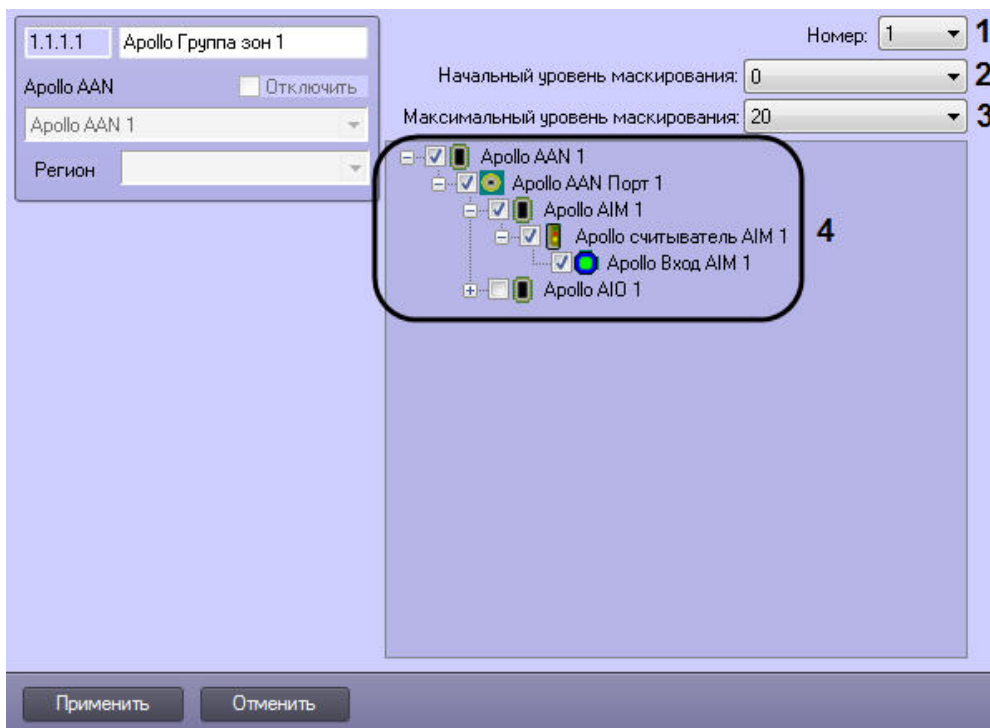 1.1.1.1 Apollo Группа зон 1
Apollo AAN Отключить
Apollo AAN 1
Регион
Номер: 1 1
Начальный уровень маскирования: 0 2
Максимальный уровень маскирования: 20 3
Apollo AAN 1
Apollo AAN Порт 1
Apollo AIM 1
Apollo считыватель AIM 1 4
Apollo Вход AIM 1
Apollo AIO 1
Применить Отменить